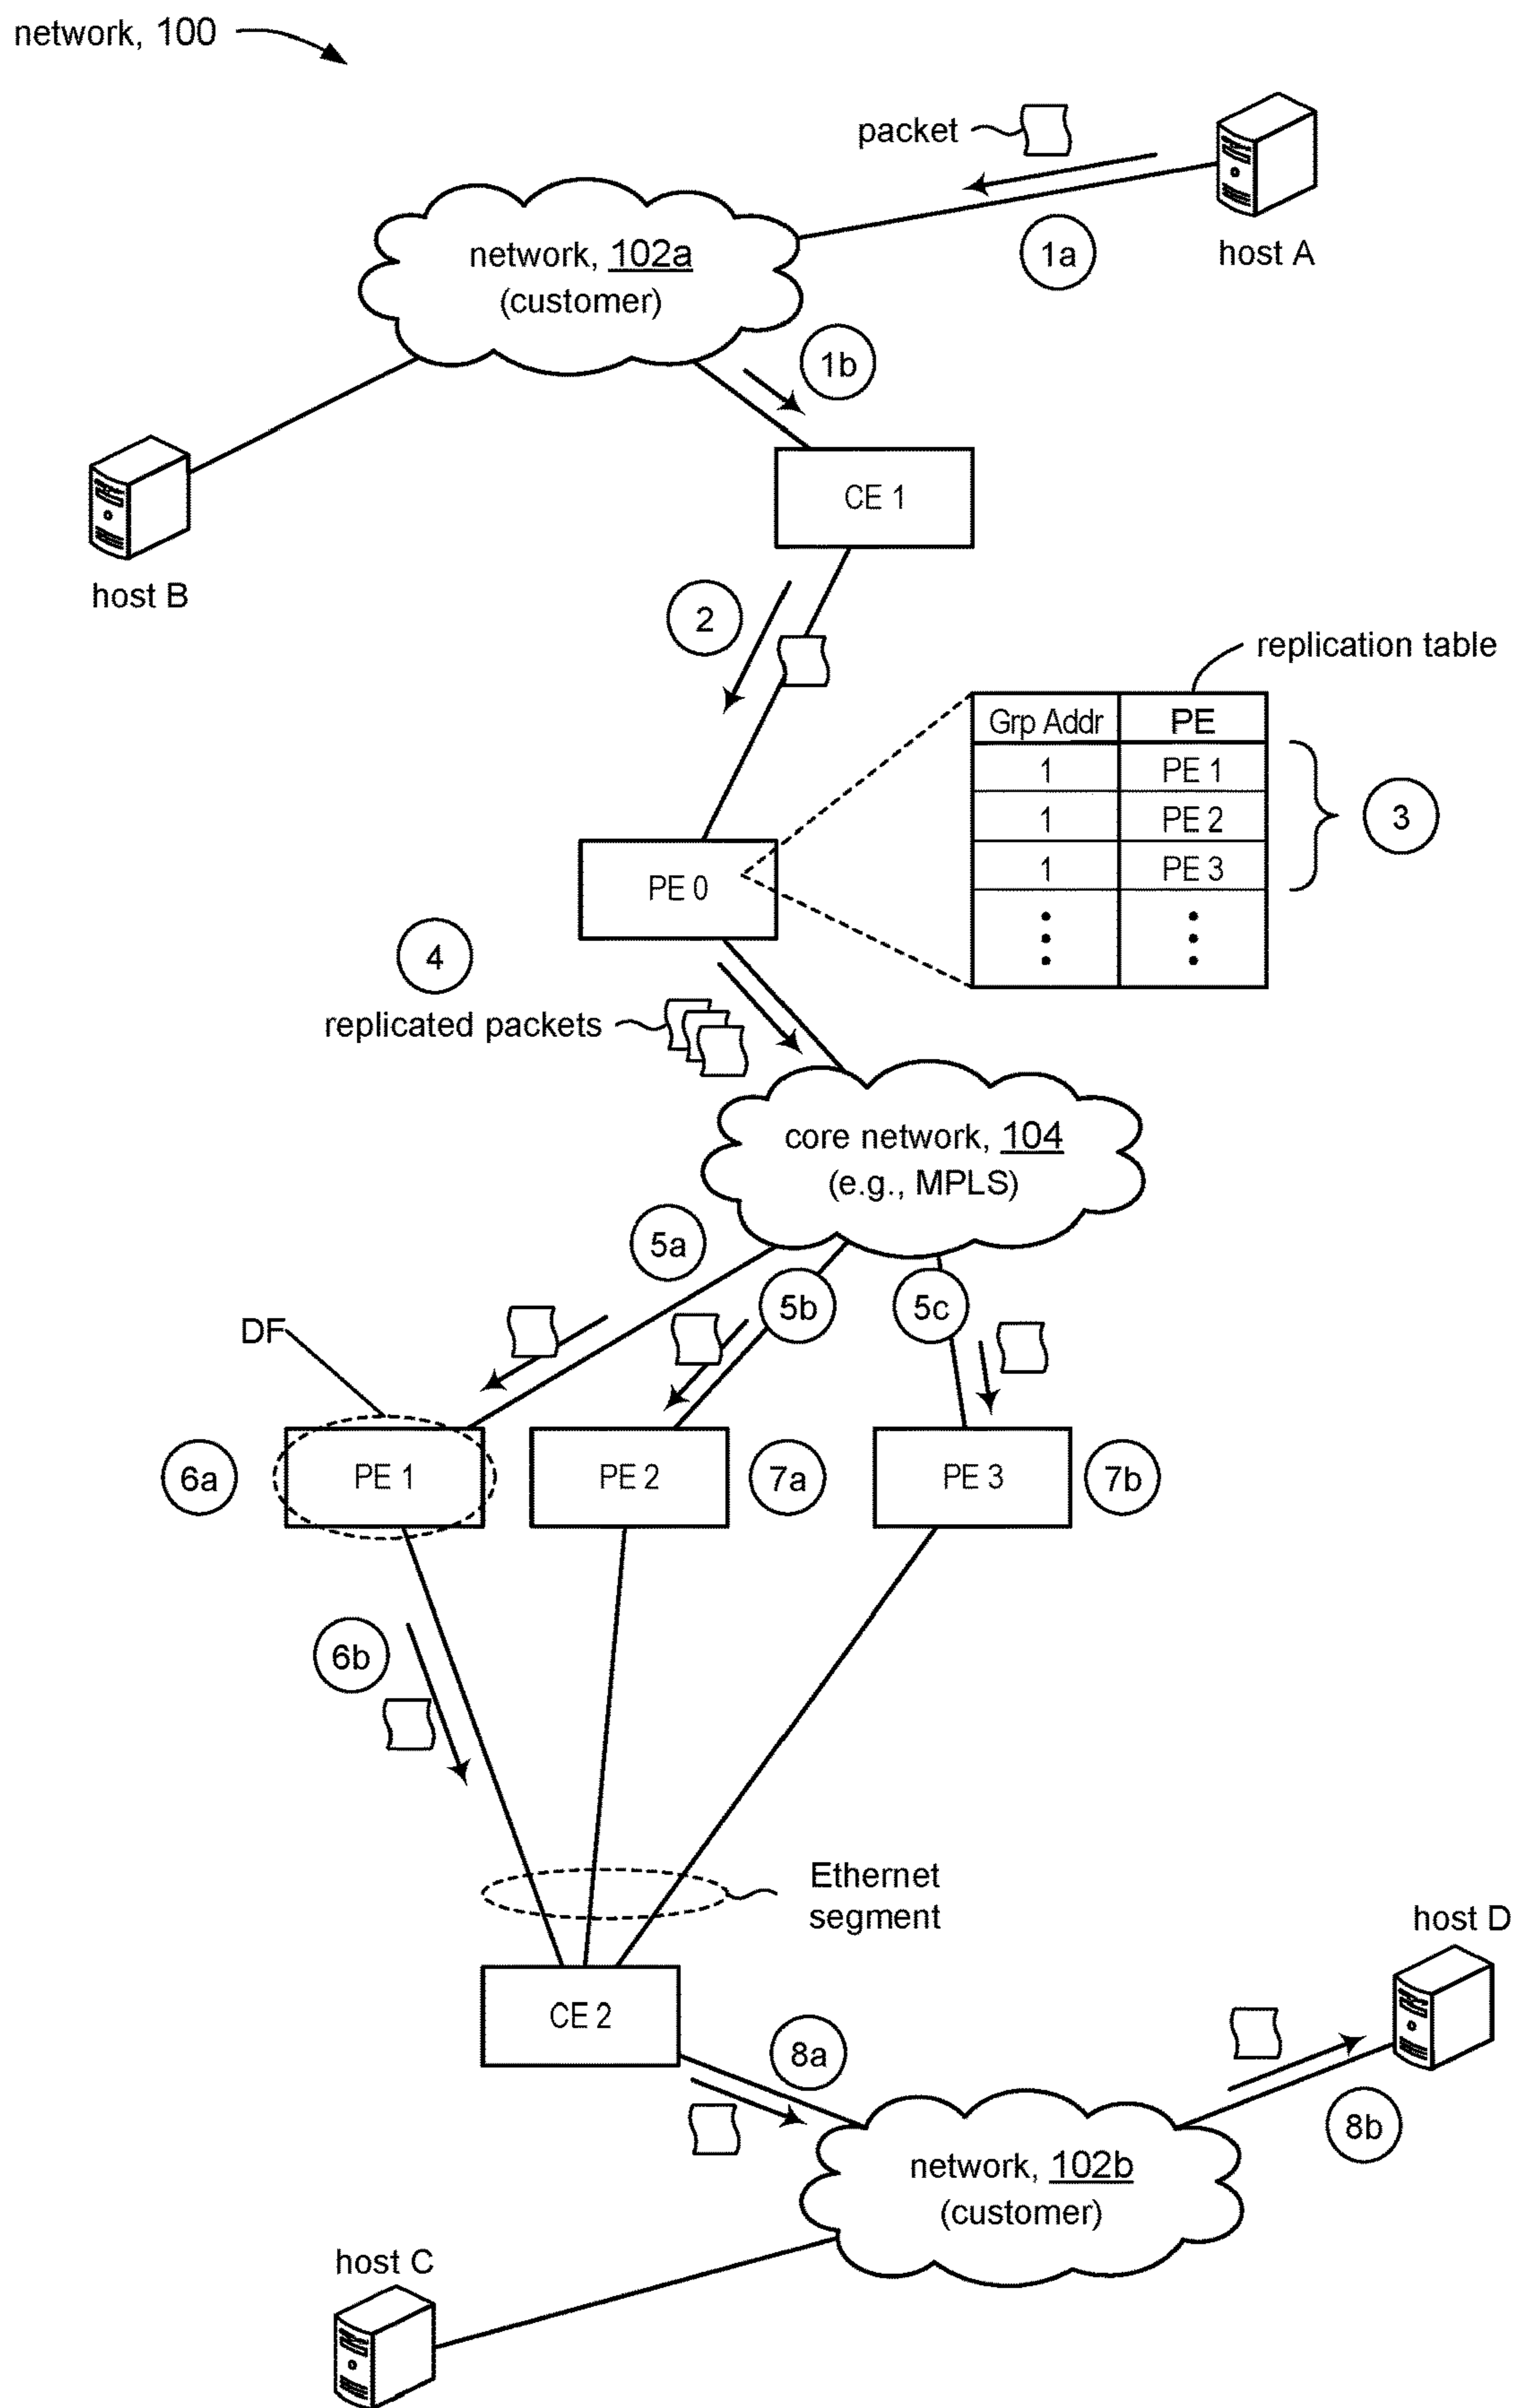 network, 100
packet
host A
1a
network, 102a
(customer)
1b
CE 1
host B
2
replication table
Grp Addr PE
1 PE 1
1 PE 2
1 PE 3
3
PE 0
4
replicated packets
core network, 104
(e.g., MPLS)
5a
5b
5c
DF
6a
PE 1
PE 2
7a
PE 3
7b
6b
Ethernet
segment
host D
CE 2
8a
8b
network, 102b
(customer)
host C